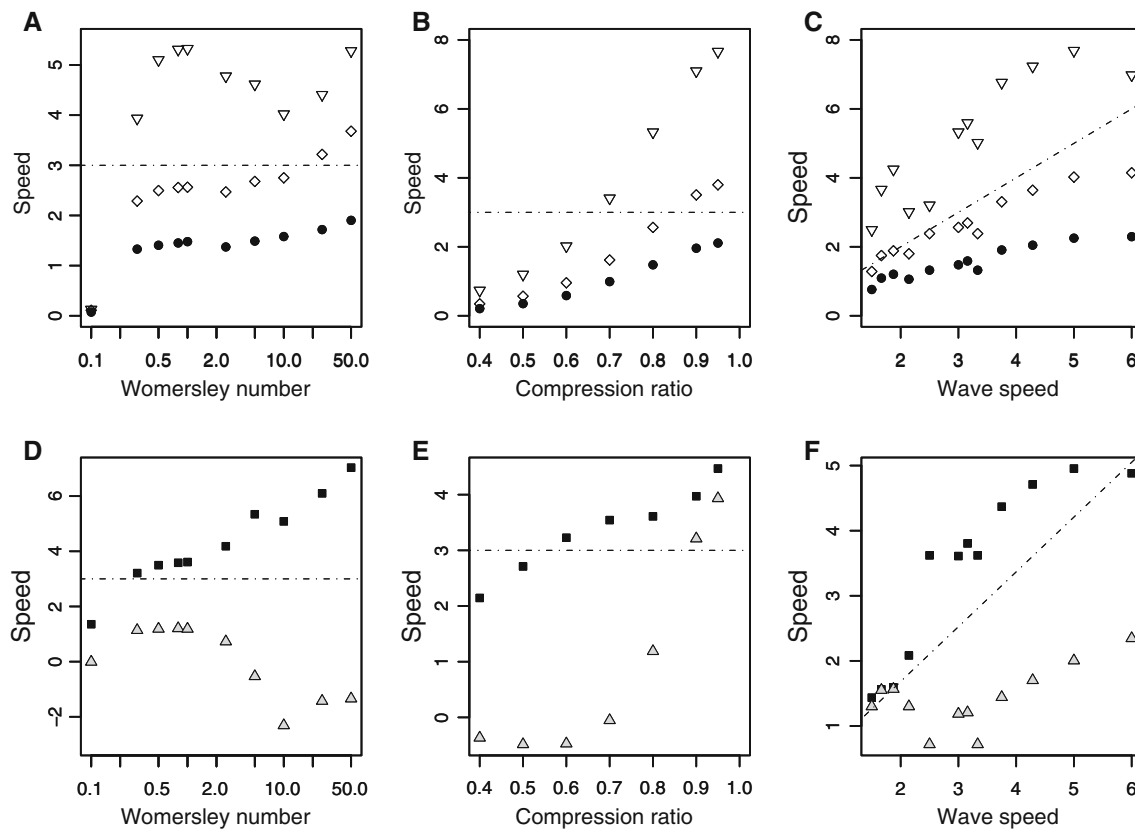 A
B
C
Speed
0 1 2 3 4 5
0.1 0.5 2.0 10.0 50.0
Womersley number
Speed
0 2 4 6 8
0.4 0.5 0.6 0.7 0.8 0.9 1.0
Compression ratio
Speed
0 2 4 6 8
2 3 4 5 6
Wave speed
D
E
F
Speed
−2 0 2 4 6
0.1 0.5 2.0 10.0 50.0
Womersley number
Speed
0 1 2 3 4
0.4 0.5 0.6 0.7 0.8 0.9 1.0
Compression ratio
Speed
1 2 3 4 5
2 3 4 5 6
Wave speed